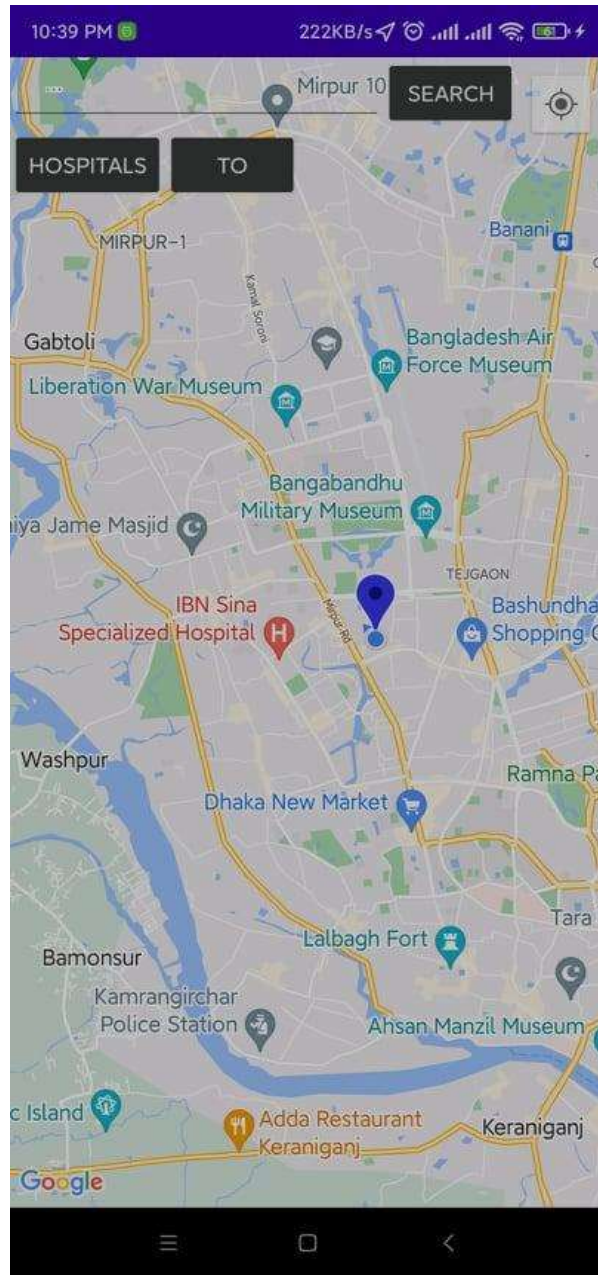 10:39 PM
222KB/s
61
...
Mirpur 10
SEARCH
HOSPITALS
TO
MIRPUR-1
Banani
Kamal Soroni
Gabtoli
Bangladesh Air
Force Museum
Liberation War Museum
Bangabandhu
Military Museum
iya Jame Masjid
TEJGAON
IBN Sina
Specialized Hospital
H
Mirpur Rd
Bashundha
Shopping C
Washpur
Ramna Pa
Dhaka New Market
Lalbagh Fort
Tara
Bamonsur
Kamrangirchar
Police Station
Ahsan Manzil Museum
c Island
Adda Restaurant
Keraniganj
Keraniganj
Google